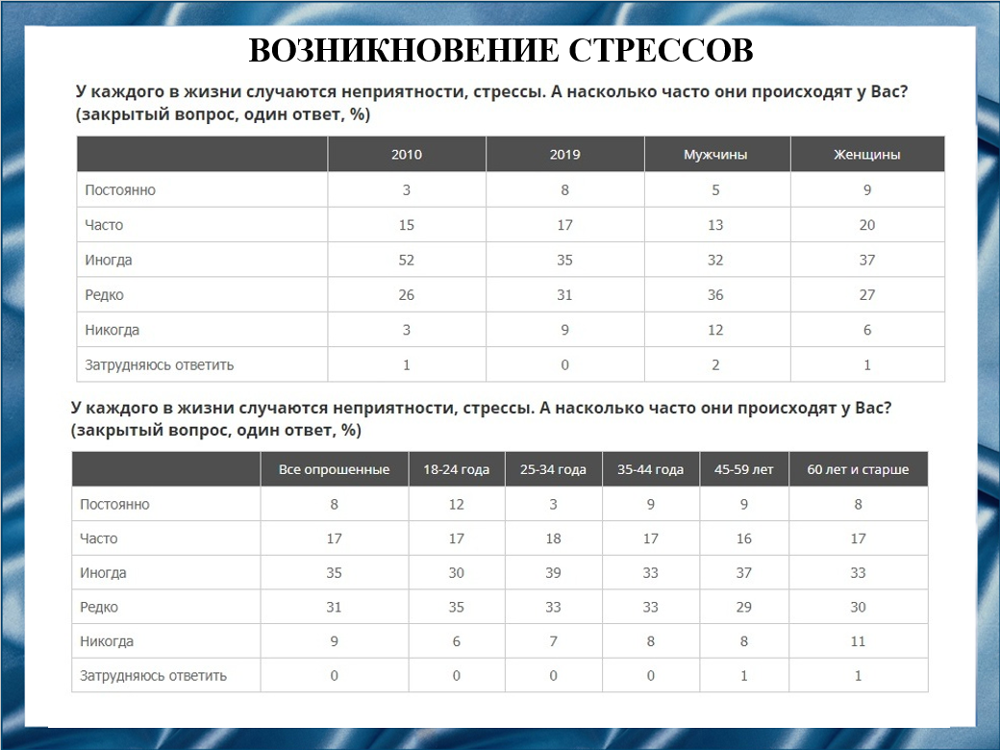 ВОЗНИКНОВЕНИЕ СТРЕССОВ
У каждого в жизни случаются неприятности, стрессы. А насколько часто они происходят у Вас?
(закрытый вопрос, один ответ, %)
2010 2019 Мужчины Женщины
Постоянно 3 8 5 9
Часто 15 17 13 20
Иногда 52 35 32 37
Редко 26 31 36 27
Никогда 3 9 12 6
Затрудняюсь ответить 1 0 2 1
У каждого в жизни случаются неприятности, стрессы. А насколько часто они происходят у Вас?
(закрытый вопрос, один ответ, %)
Все опрошенные 18-24 года 25-34 года 35-44 года 45-59 лет 60 лет и старше
Постоянно 8 12 3 9 9 8
Часто 17 17 18 17 16 17
Иногда 35 30 39 33 37 33
Редко 31 35 33 33 29 30
Никогда 9 6 7 8 8 11
Затрудняюсь ответить 0 0 0 0 1 1